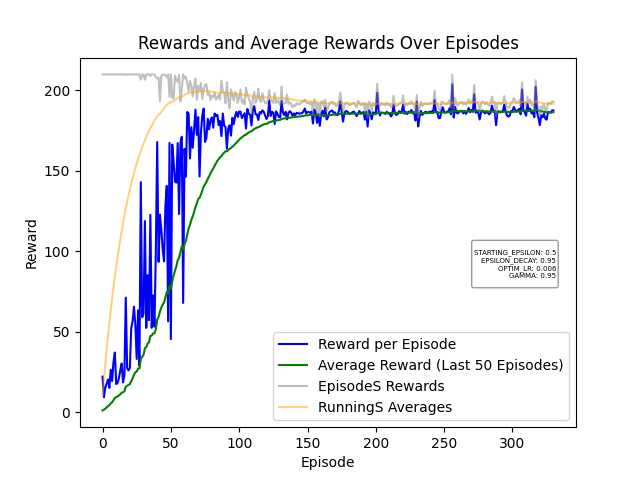 Rewards and Average Rewards Over Episodes
Reward
200
150
100
50
0
STARTING_EPSILON: 0.5
EPSILON_DECAY: 0.95
OPTIM_LR: 0.006
GAMMA: 0.95
Reward per Episode
Average Reward (Last 50 Episodes)
EpisodeS Rewards
RunningS Averages
0 50 100 150 200 250 300
Episode